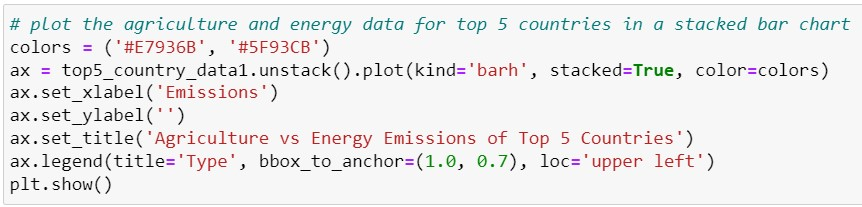 # plot the agriculture and energy data for top 5 countries in a stacked bar chart
colors = ('#E7936B', '#5F93CB')
ax = top5_country_data1.unstack().plot(kind='barh', stacked=True, color=colors)
ax.set_xlabel('Emissions')
ax.set_ylabel('')
ax.set_title('Agriculture vs Energy Emissions of Top 5 Countries')
ax.legend(title='Type', bbox_to_anchor=(1.0, 0.7), loc='upper left')
plt.show()